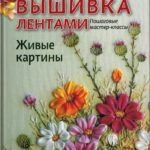 ВЫШИВКА
ЛЕНТАМИ
Пошаговые
мастер-классы
Живые
картины